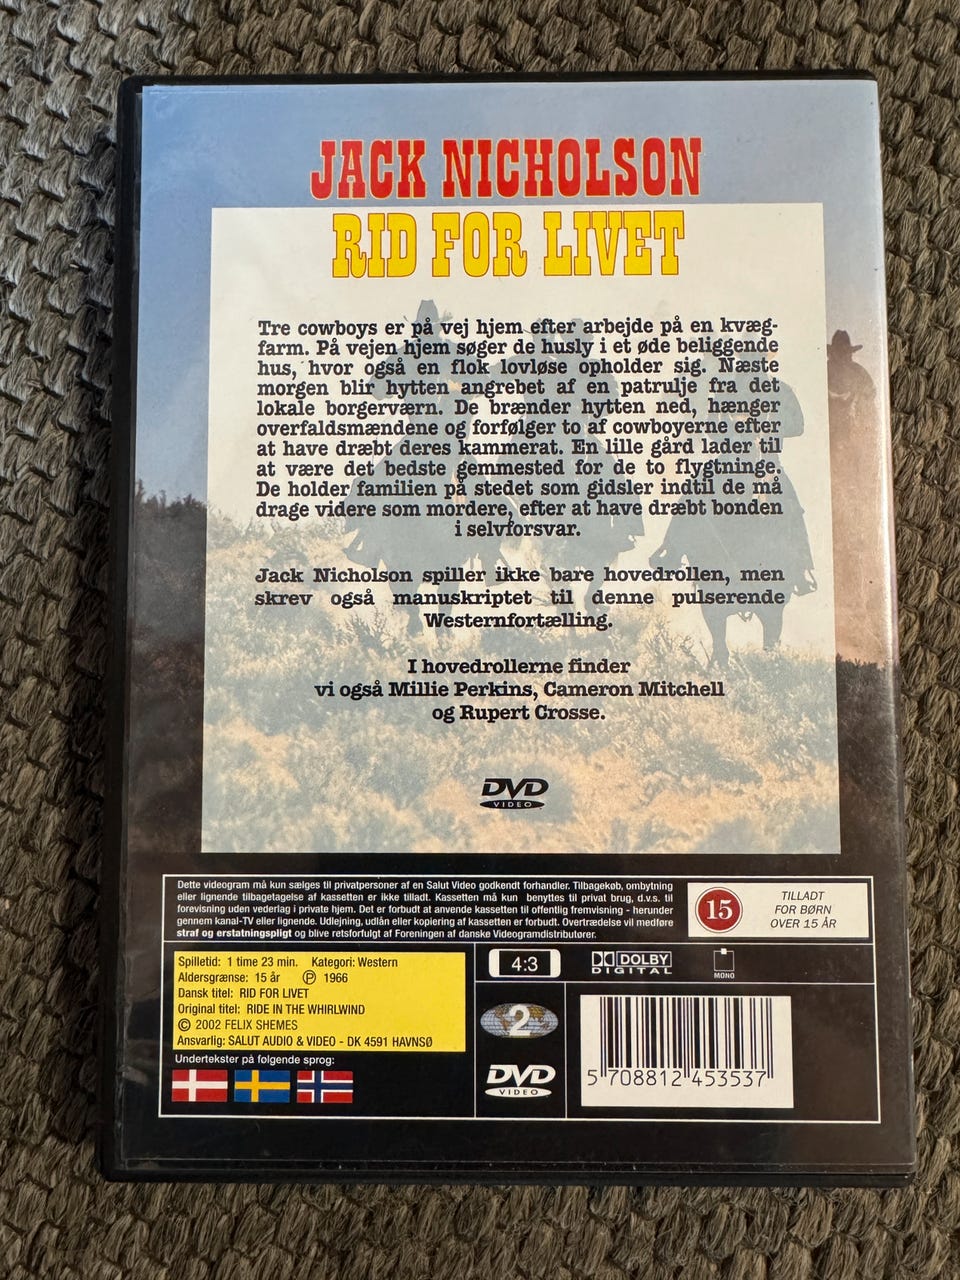 JACK NICHOLSON
RID FOR LIVET
Tre cowboys er på vej hjem efter arbejde på en kvæg-
farm. På vejen hjem søger de husly i et øde beliggende
hus, hvor også en flok lovløse opholder sig. Næste
morgen blir hytten angrebet af en patrulje fra det
lokale borgerværn. De brænder hytten ned, hænger
overfaldsmændene og forfølger to af cowboyerne efter
at have dræbt deres kammerat. En lille gård lader til
at være det bedste gemmested for de to flygtninge.
De holder familien på stedet som gidsler indtil de må
drage videre som mordere, efter at have dræbt bonden
i selvforsvar.
Jack Nicholson spiller ikke bare hovedrollen, men
skrev også manuskriptet til denne pulserende
Westernfortælling.
I hovedrollerne finder
vi også Millie Perkins, Cameron Mitchell
og Rupert Crosse.
DVD
VIDEO
Dette videogram må kun sælges til privatpersoner af en Salut Video godkendt forhandler. Tilbagekøb, ombytning
eller lignende tilbagetagelse af kassetten er ikke tilladt. Kassetten må kun benyttes til privat brug, d.v.s. til
forevisning uden vederlag i private hjem. Det er forbudt at anvende kassetten til offentlig fremvisning - herunder
gennem kanal-TV eller lignende. Udlejning, udlån eller kopiering af kassetten er forbudt. Overtrædelse vil medføre
straf og erstatningspligt og blive retsforfulgt af Foreningen af danske Videogramdistributører.
15
TILLADT
FOR BØRN
OVER 15 ÅR
Spilletid: 1 time 23 min. Kategori: Western
Aldersgrænse: 15 år Ⓟ 1966
Dansk titel: RID FOR LIVET
Original titel: RIDE IN THE WHIRLWIND
© 2002 FELIX SHEMES
Ansvarlig: SALUT AUDIO & VIDEO - DK 4591 HAVNSØ
Undertekster på følgende sprog:
4:3
DOLBY
DIGITAL
MONO
2
DVD
VIDEO
5 708812 453537